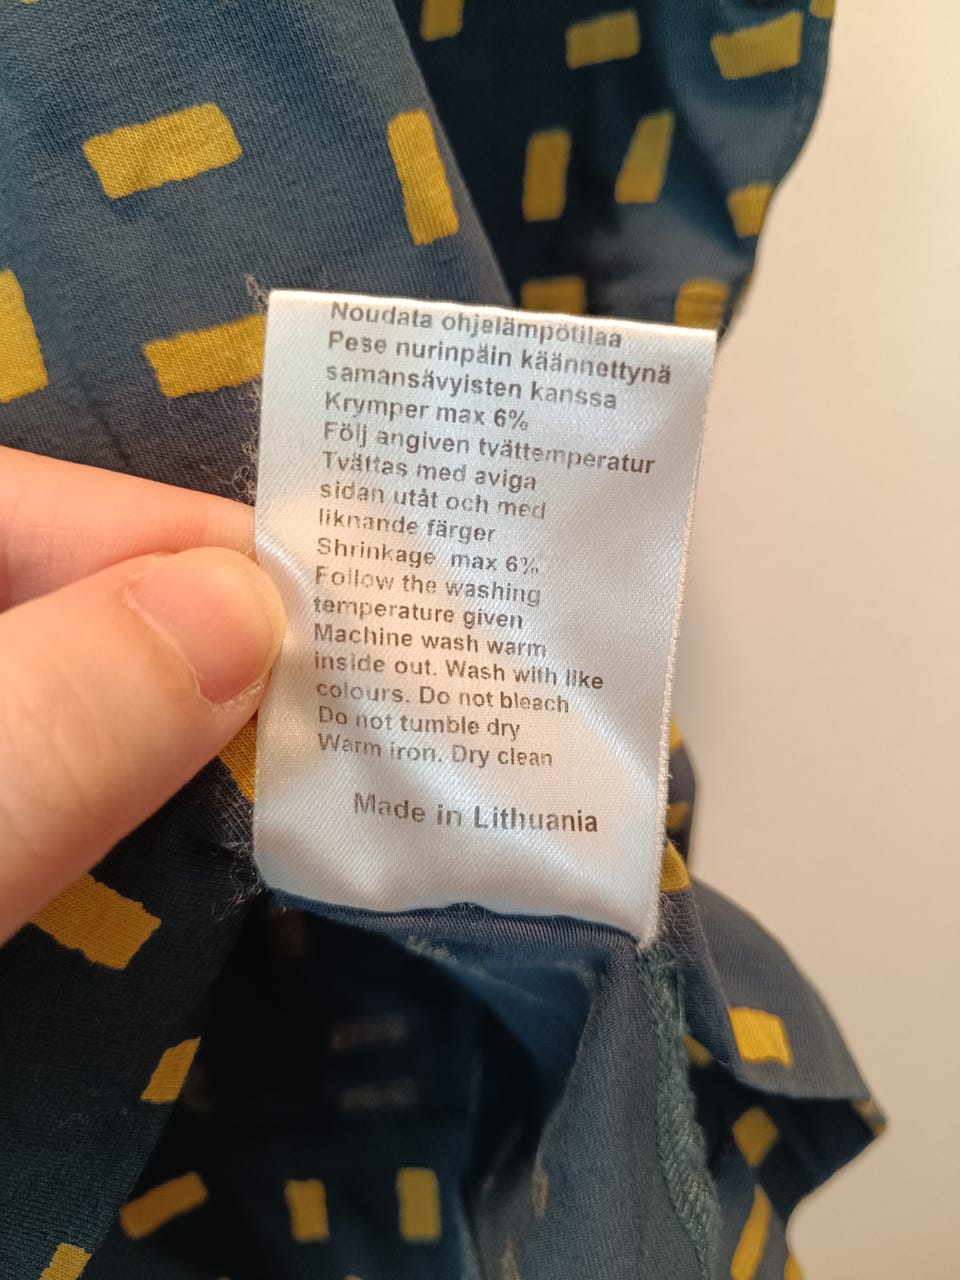 Noudata ohjelämpötilaa
Pese nurinpäin käännettynä
samansävyisten kanssa
Krymper max 6%
Följ angiven tvättemperatur
Tvättas med aviga
sidan utåt och med
liknande färger
Shrinkage max 6%
Follow the washing
temperature given
Machine wash warm
inside out. Wash with like
colours. Do not bleach
Do not tumble dry
Warm iron. Dry clean
Made in Lithuania